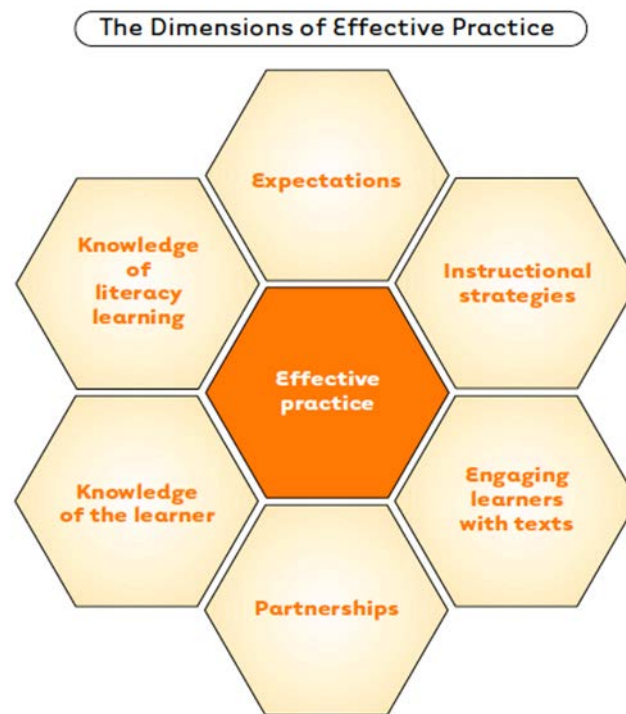 The Dimensions of Effective Practice
Expectations
Knowledge
of
literacy
learning
Instructional
strategies
Effective
practice
Knowledge
of the learner
Engaging
learners
with texts
Partnerships